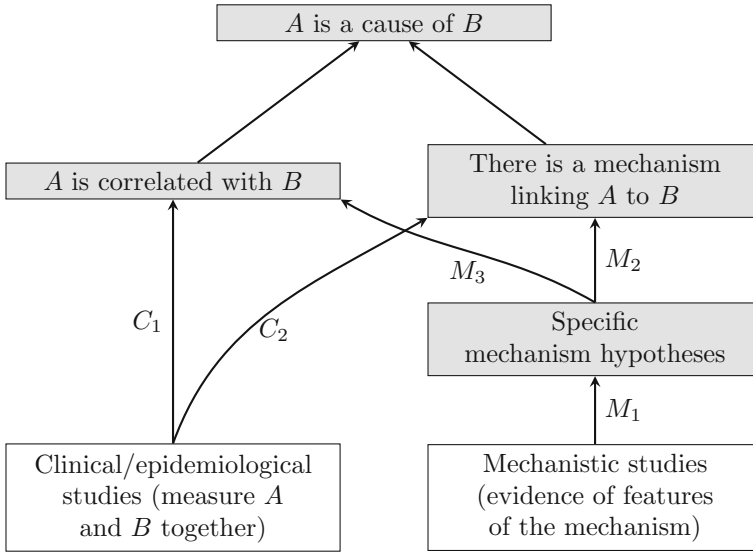 A is a cause of B
A is correlated with B
There is a mechanism
linking A to B
M₃
M₂
C₁
C₂
Specific
mechanism hypotheses
M₁
Clinical/epidemiological
studies (measure A
and B together)
Mechanistic studies
(evidence of features
of the mechanism)